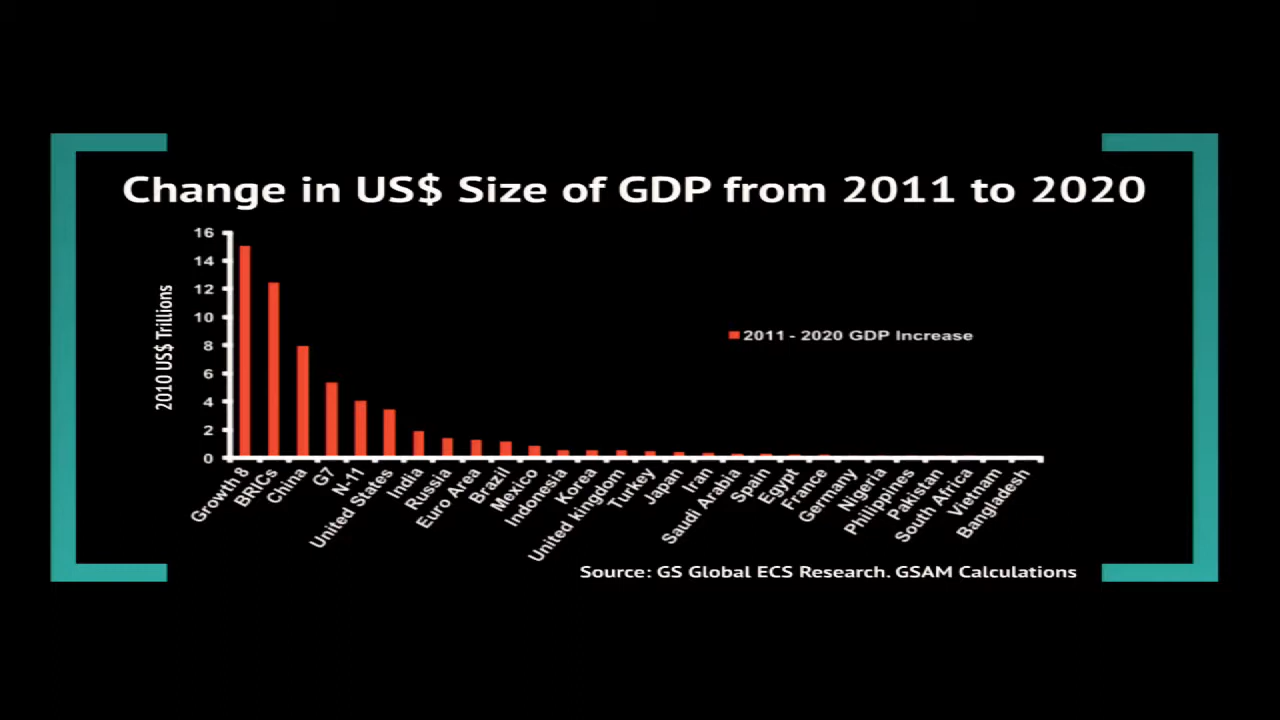 Change in US$ Size of GDP from 2011 to 2020
2010 US$ Trillions
16
14
12
10
8
6
4
2
0
2011 - 2020 GDP Increase
Growth8
BRICs
China
G7
N-11
United States
India
Russia
Euro Area
Brazil
Mexico
Indonesia
Korea
United kingdom
Turkey
Japan
Iran
Saudi Arabia
Spain
Egypt
France
Germany
Nigeria
Philippines
Pakistan
South Africa
Vietnam
Bangladesh
Source: GS Global ECS Research. GSAM Calculations